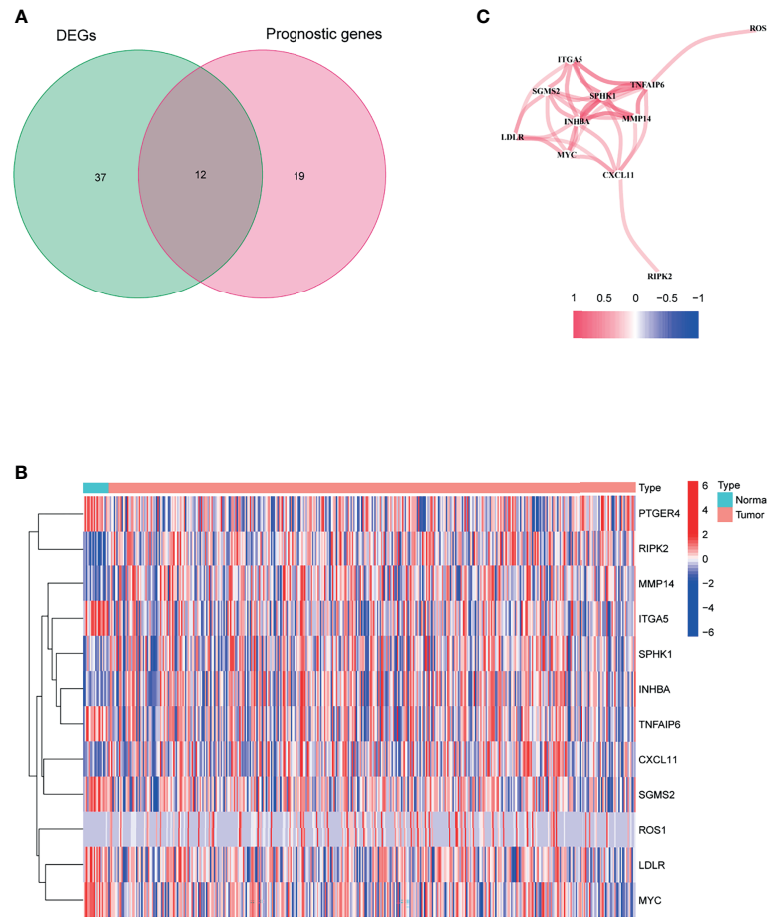 A
DEGs
Prognostic genes
37
12
19
C
ROS
ITGA5
TNFAIP6
SGMS2
SPHK1
INHBA
MMP14
LDLR
MYC
CXCL11
RIPK2
1 0.5 0 −0.5 −1
B
Type
PTGER4
RIPK2
MMP14
ITGA5
SPHK1
INHBA
TNFAIP6
CXCL11
SGMS2
ROS1
LDLR
MYC
6
4
2
0
−2
−4
−6
Type
Norma
Tumor